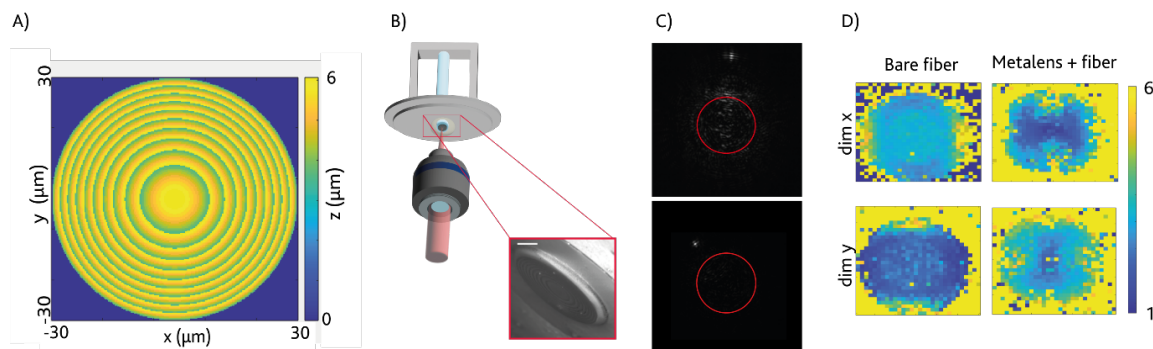 A)
B)
C)
D)
30
y (µm)
-30
-30
x (µm)
30
6
z (µm)
0
Bare fiber
Metalens + fiber
dim x
dim y
6
1